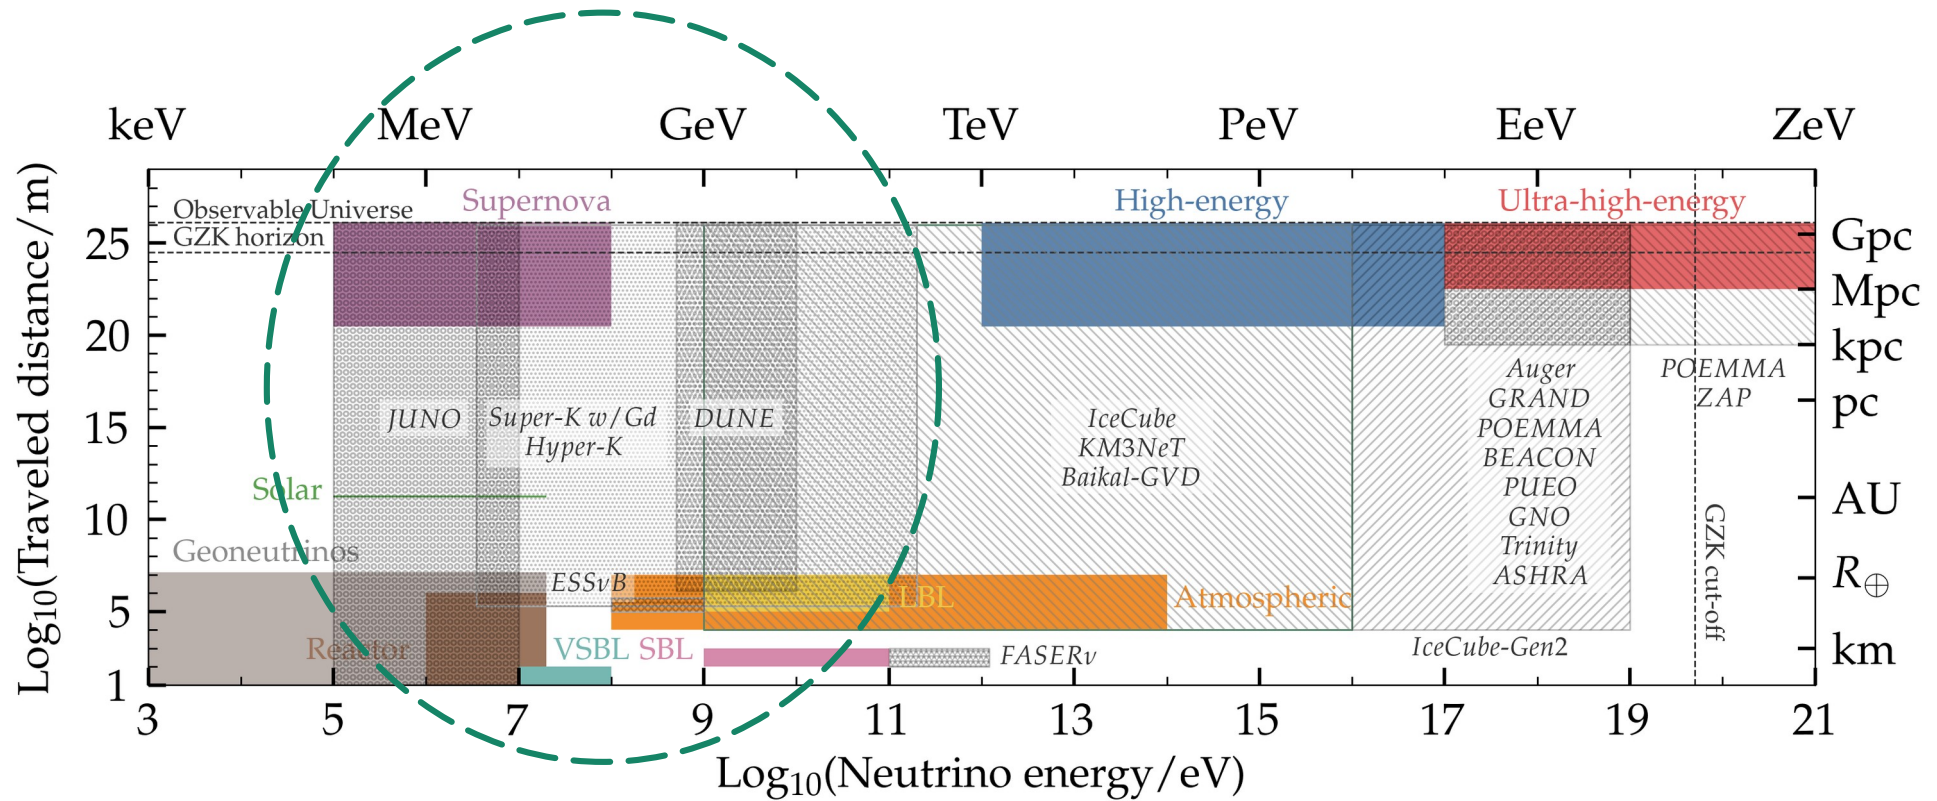 keV MeV GeV TeV PeV EeV ZeV
Supernova High-energy Ultra-high-energy
Observable Universe
GZK horizon
Log10(Traveled distance/m)
25
20
15
10
5
1
Gpc
Mpc
kpc
pc
AU
R⊕
km
JUNO
Super-K w/Gd
Hyper-K
DUNE
IceCube
KM3NeT
Baikal-GVD
Auger
GRAND
POEMMA
BEACON
PUEO
GNO
Trinity
ASHRA
POEMMA
ZAP
GZK cut-off
Solar
Geoneutrinos
ESSνB
LBL
Atmospheric
Reactor
VSBL
SBL
FASERν
IceCube-Gen2
3 5 7 9 11 13 15 17 19 21
Log10(Neutrino energy/eV)